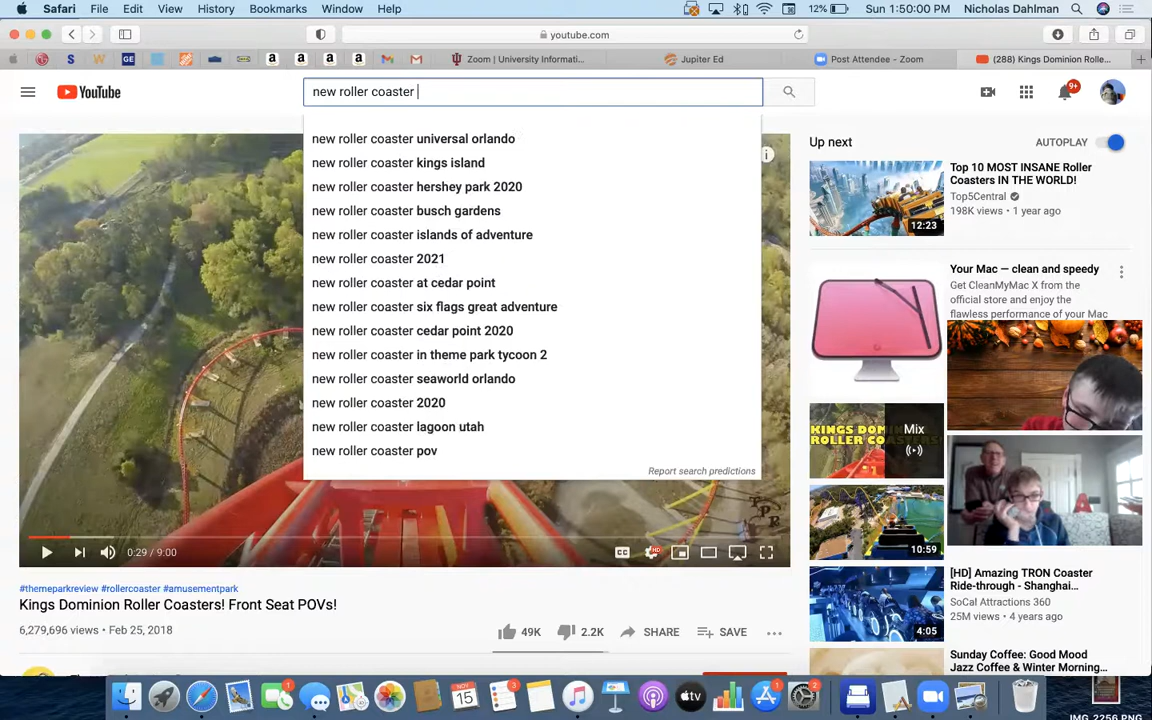 Safari File Edit View History Bookmarks Window Help 12% Sun 1:50:00 PM Nicholas Dahlman
youtube.com
S W GE a a a a Zoom | University Informati... Jupiter Ed Post Attendee - Zoom (288) Kings Dominion Rolle...
YouTube new roller coaster 9+
new roller coaster universal orlando
new roller coaster kings island
new roller coaster hershey park 2020
new roller coaster busch gardens
new roller coaster islands of adventure
new roller coaster 2021
new roller coaster at cedar point
new roller coaster six flags great adventure
new roller coaster cedar point 2020
new roller coaster in theme park tycoon 2
new roller coaster seaworld orlando
new roller coaster 2020
new roller coaster lagoon utah
new roller coaster pov
Report search predictions
0:29 / 9:00 CC HD
#themeparkreview #rollercoaster #amusementpark
Kings Dominion Roller Coasters! Front Seat POVs!
6,279,696 views • Feb 25, 2018
49K 2.2K SHARE SAVE
Up next AUTOPLAY
Top 10 MOST INSANE Roller
Coasters IN THE WORLD!
Top5Central
198K views • 1 year ago
12:23
Your Mac — clean and speedy
Get CleanMyMac X from the
official store and enjoy the
flawless performance of your Mac
KINGS DOMIN
ROLLER COASTERS
Mix
10:59
[HD] Amazing TRON Coaster
Ride-through - Shanghai...
SoCal Attractions 360
25M views • 4 years ago
4:05
Sunday Coffee: Good Mood
Jazz Coffee & Winter Morning...
1 NOV 15 3 tv 1 2
IMG_2256.PNG